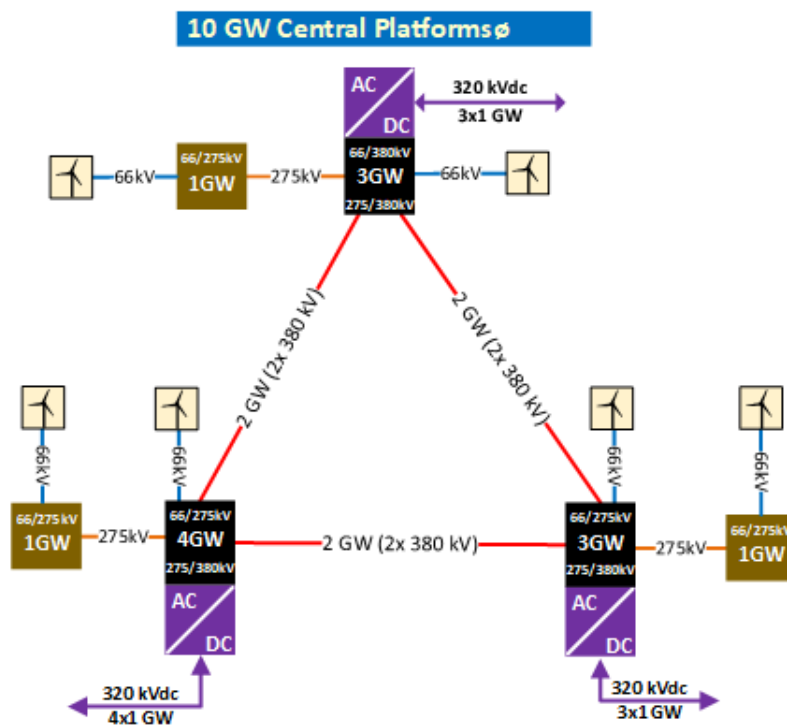 10 GW Central Platformsø
AC
DC
320 kVdc
3x1 GW
66/380kV
3GW
275/380kV
66kV
66/275kV
1GW
275kV
66kV
2 GW (2x 380 kV)
2 GW (2x 380 kV)
66kV
66kV
66kV
66kV
66/275kV
1GW
275kV
66/275kV
4GW
275/380kV
2 GW (2x 380 kV)
66/275kV
3GW
275/380kV
275kV
66/275kV
1GW
AC
DC
320 kVdc
4x1 GW
AC
DC
320 kVdc
3x1 GW